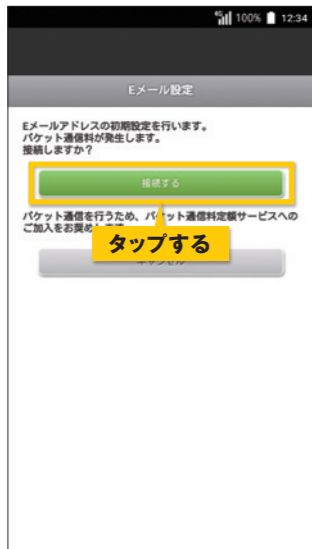 4G 100% 12:34
Eメール設定
Eメールアドレスの初期設定を行います。
パケット通信料が発生します。
接続しますか？
接続する
パケット通信を行うため、パケット通信料定額サービスへの
ご加入をお奨め
タップする
キャンセル